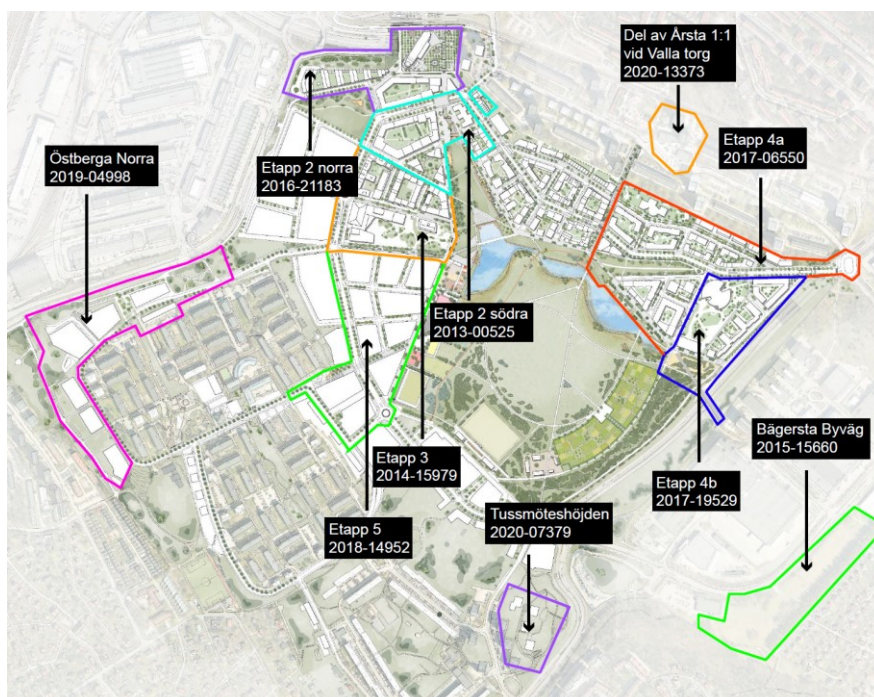 Del av Årsta 1:1
vid Valla torg
2020-13373
Etapp 4a
2017-06550
Östberga Norra
2019-04998
Etapp 2 norra
2016-21183
Etapp 2 södra
2013-00525
Bägersta Byväg
2015-15660
Etapp 3
2014-15979
Etapp 4b
2017-19529
Tussmöteshöjden
2020-07379
Etapp 5
2018-14952